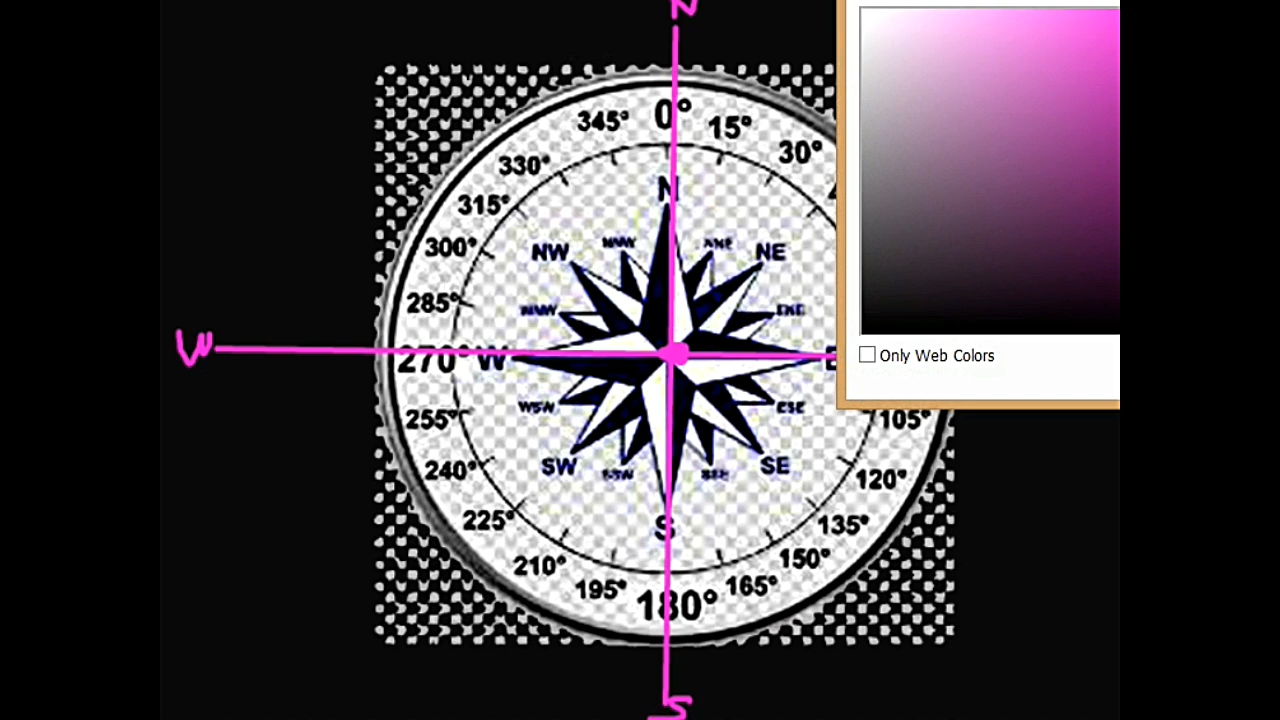 N
0°
345° 15°
330° 30°
315°
N
300° NW NNW NNE NE
285° WNW ENE
W 270° W
Only Web Colors
255° WSW ESE 105°
240° SW SSW SSE SE 120°
225° S 135°
210° 150°
195° 165°
180°
S